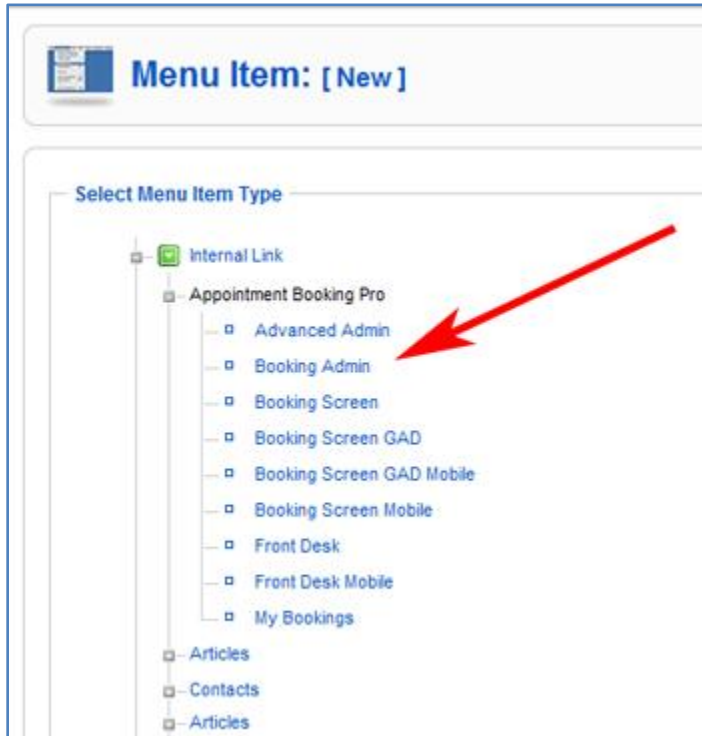 Menu Item: [ New ]
Select Menu Item Type
Internal Link
Appointment Booking Pro
Advanced Admin
Booking Admin
Booking Screen
Booking Screen GAD
Booking Screen GAD Mobile
Booking Screen Mobile
Front Desk
Front Desk Mobile
My Bookings
Articles
Contacts
Articles